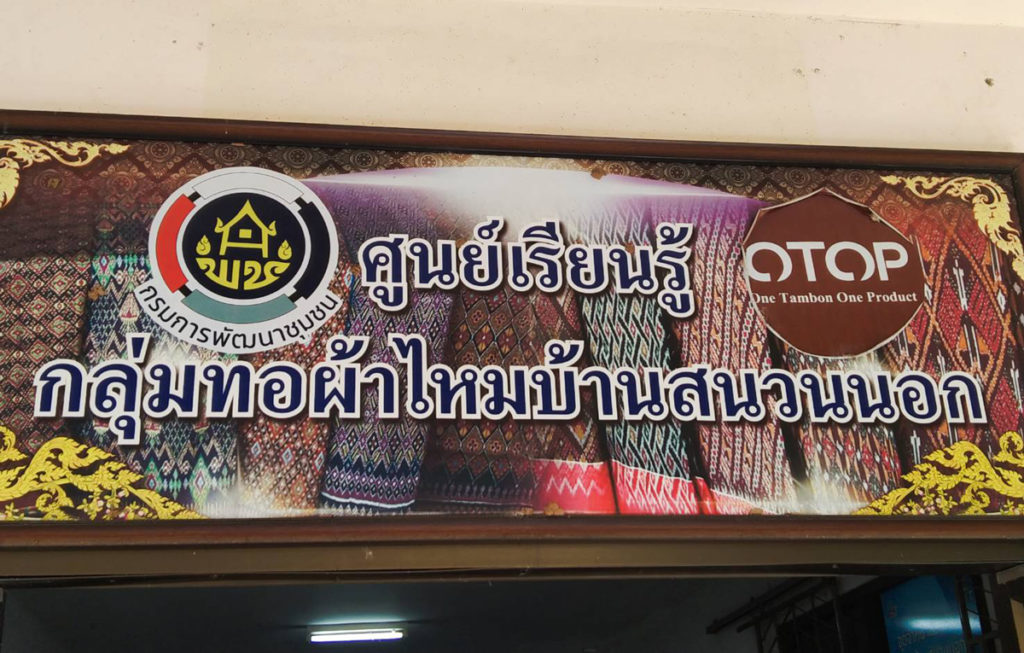 ศูนย์เรียนรู้
กลุ่มทอผ้าไหมบ้านสนวนนอก
พช
กรมการพัฒนาชุมชน
OTOP
One Tambon One Product